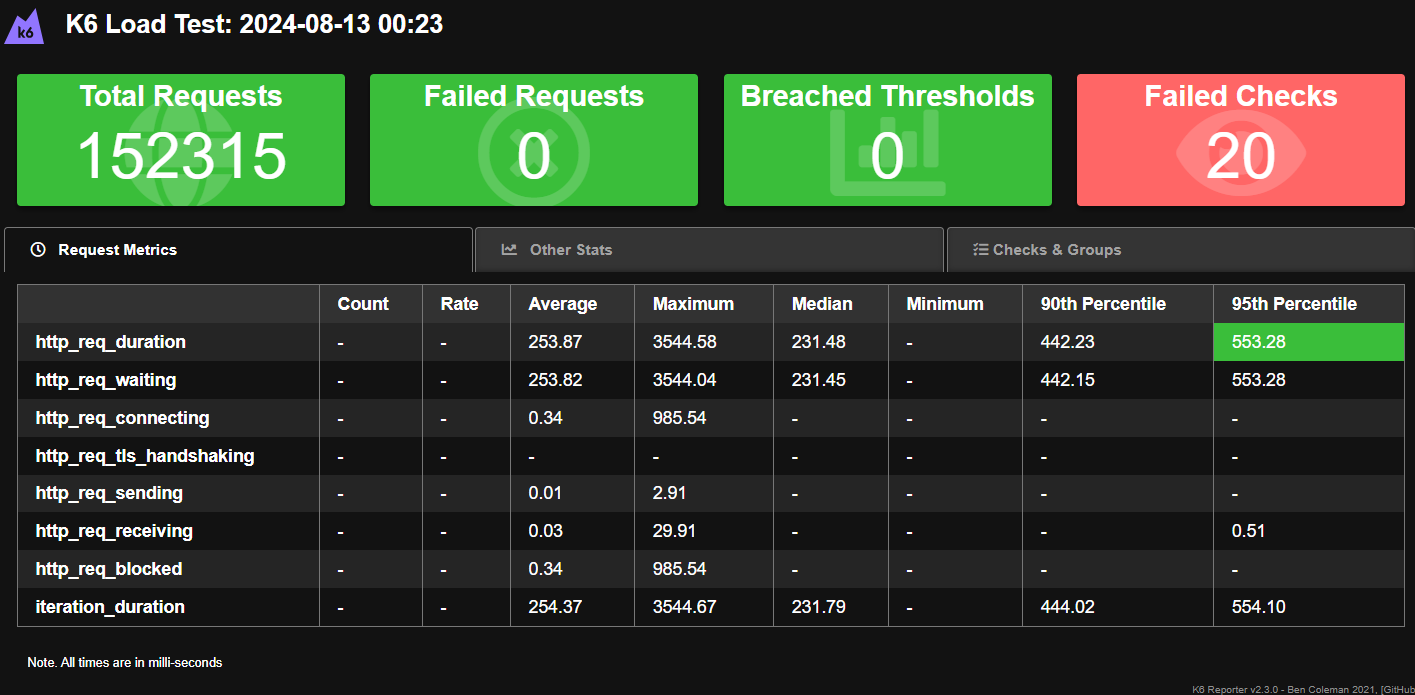 k6 K6 Load Test: 2024-08-13 00:23
Total Requests Failed Requests Breached Thresholds Failed Checks
152315 0 0 20
Request Metrics Other Stats Checks & Groups
Count Rate Average Maximum Median Minimum 90th Percentile 95th Percentile
http_req_duration - - 253.87 3544.58 231.48 - 442.23 553.28
http_req_waiting - - 253.82 3544.04 231.45 - 442.15 553.28
http_req_connecting - - 0.34 985.54 - - - -
http_req_tls_handshaking - - - - - - - -
http_req_sending - - 0.01 2.91 - - - -
http_req_receiving - - 0.03 29.91 - - - 0.51
http_req_blocked - - 0.34 985.54 - - - -
iteration_duration - - 254.37 3544.67 231.79 - 444.02 554.10
Note. All times are in milli-seconds
K6 Reporter v2.3.0 - Ben Coleman 2021, [GitHub